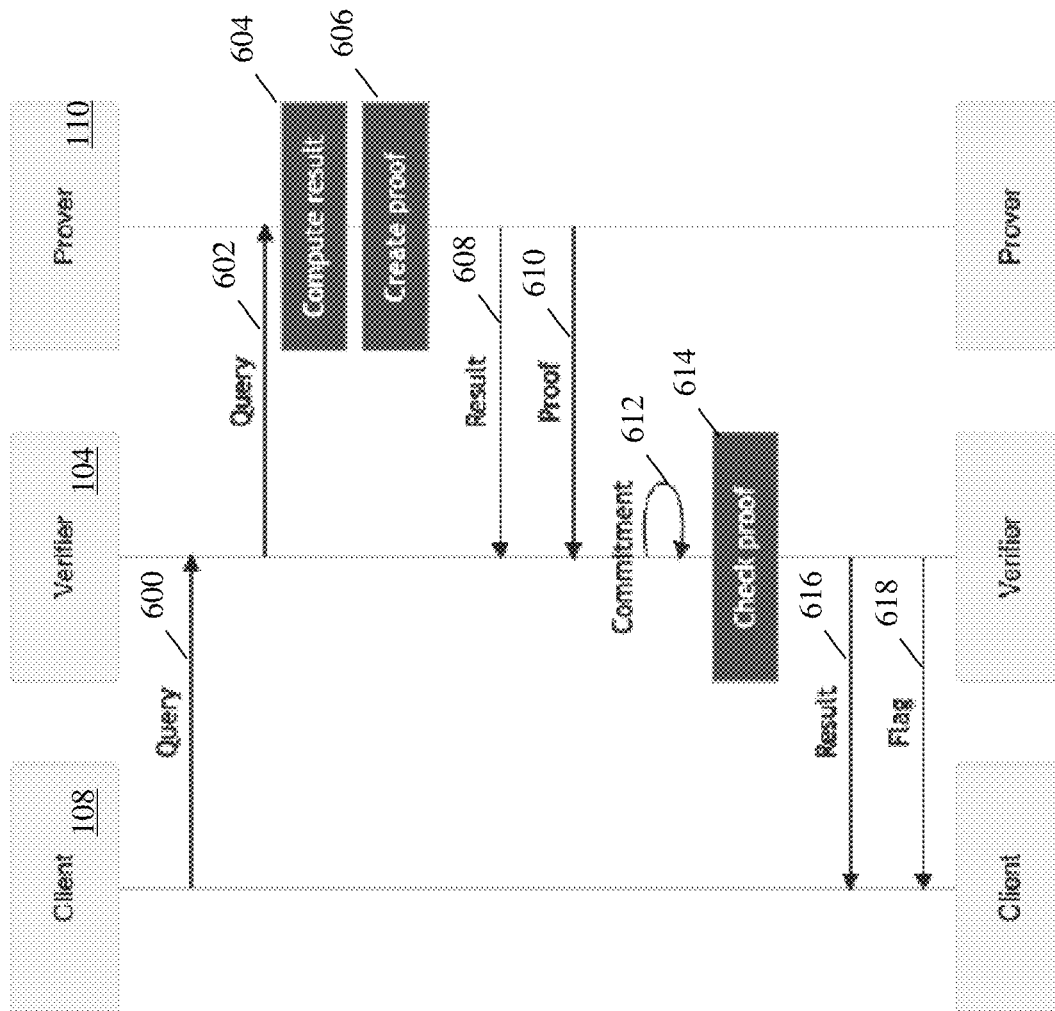 Client 108
Verifier 104
Prover 110
Query
600
Query
602
Compute result
604
Create proof
606
Result
608
Proof
610
Commitment
612
Check proof
614
Result
616
Flag
618
Client
Verifier
Prover